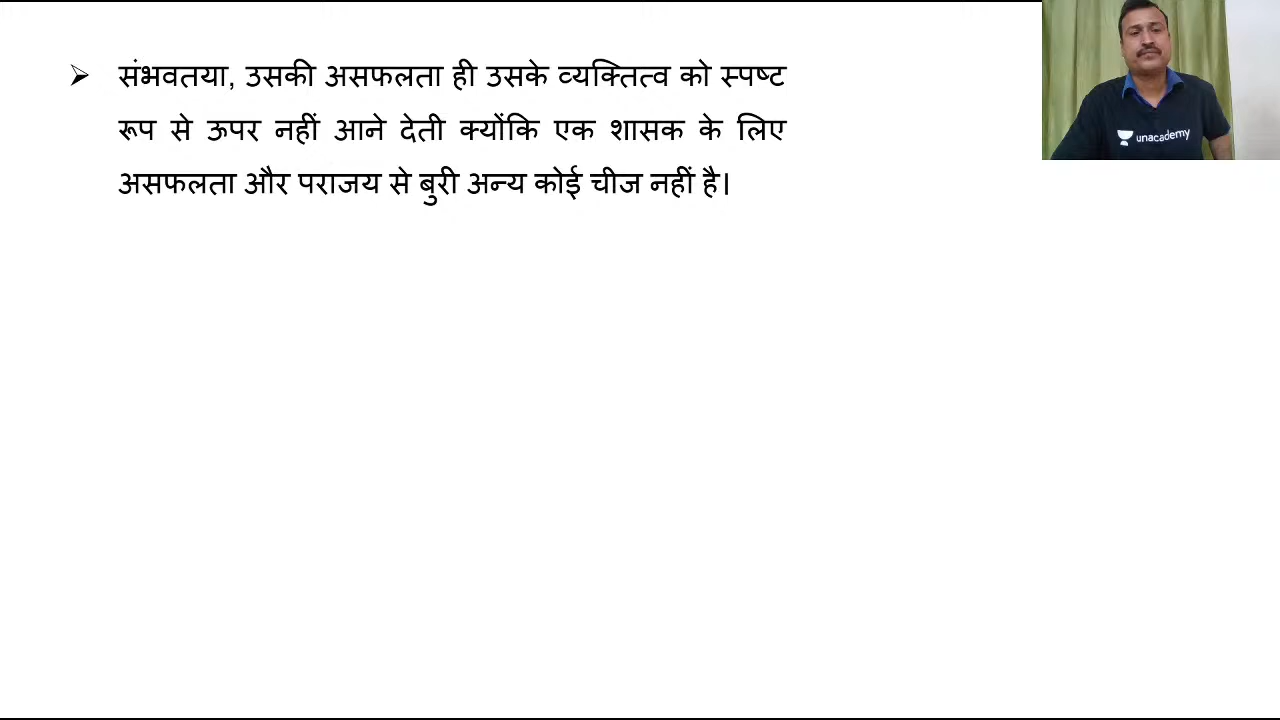 ➢ संभवतया, उसकी असफलता ही उसके व्यक्तित्व को स्पष्ट
रूप से ऊपर नहीं आने देती क्योंकि एक शासक के लिए
असफलता और पराजय से बुरी अन्य कोई चीज नहीं है।
unacademy